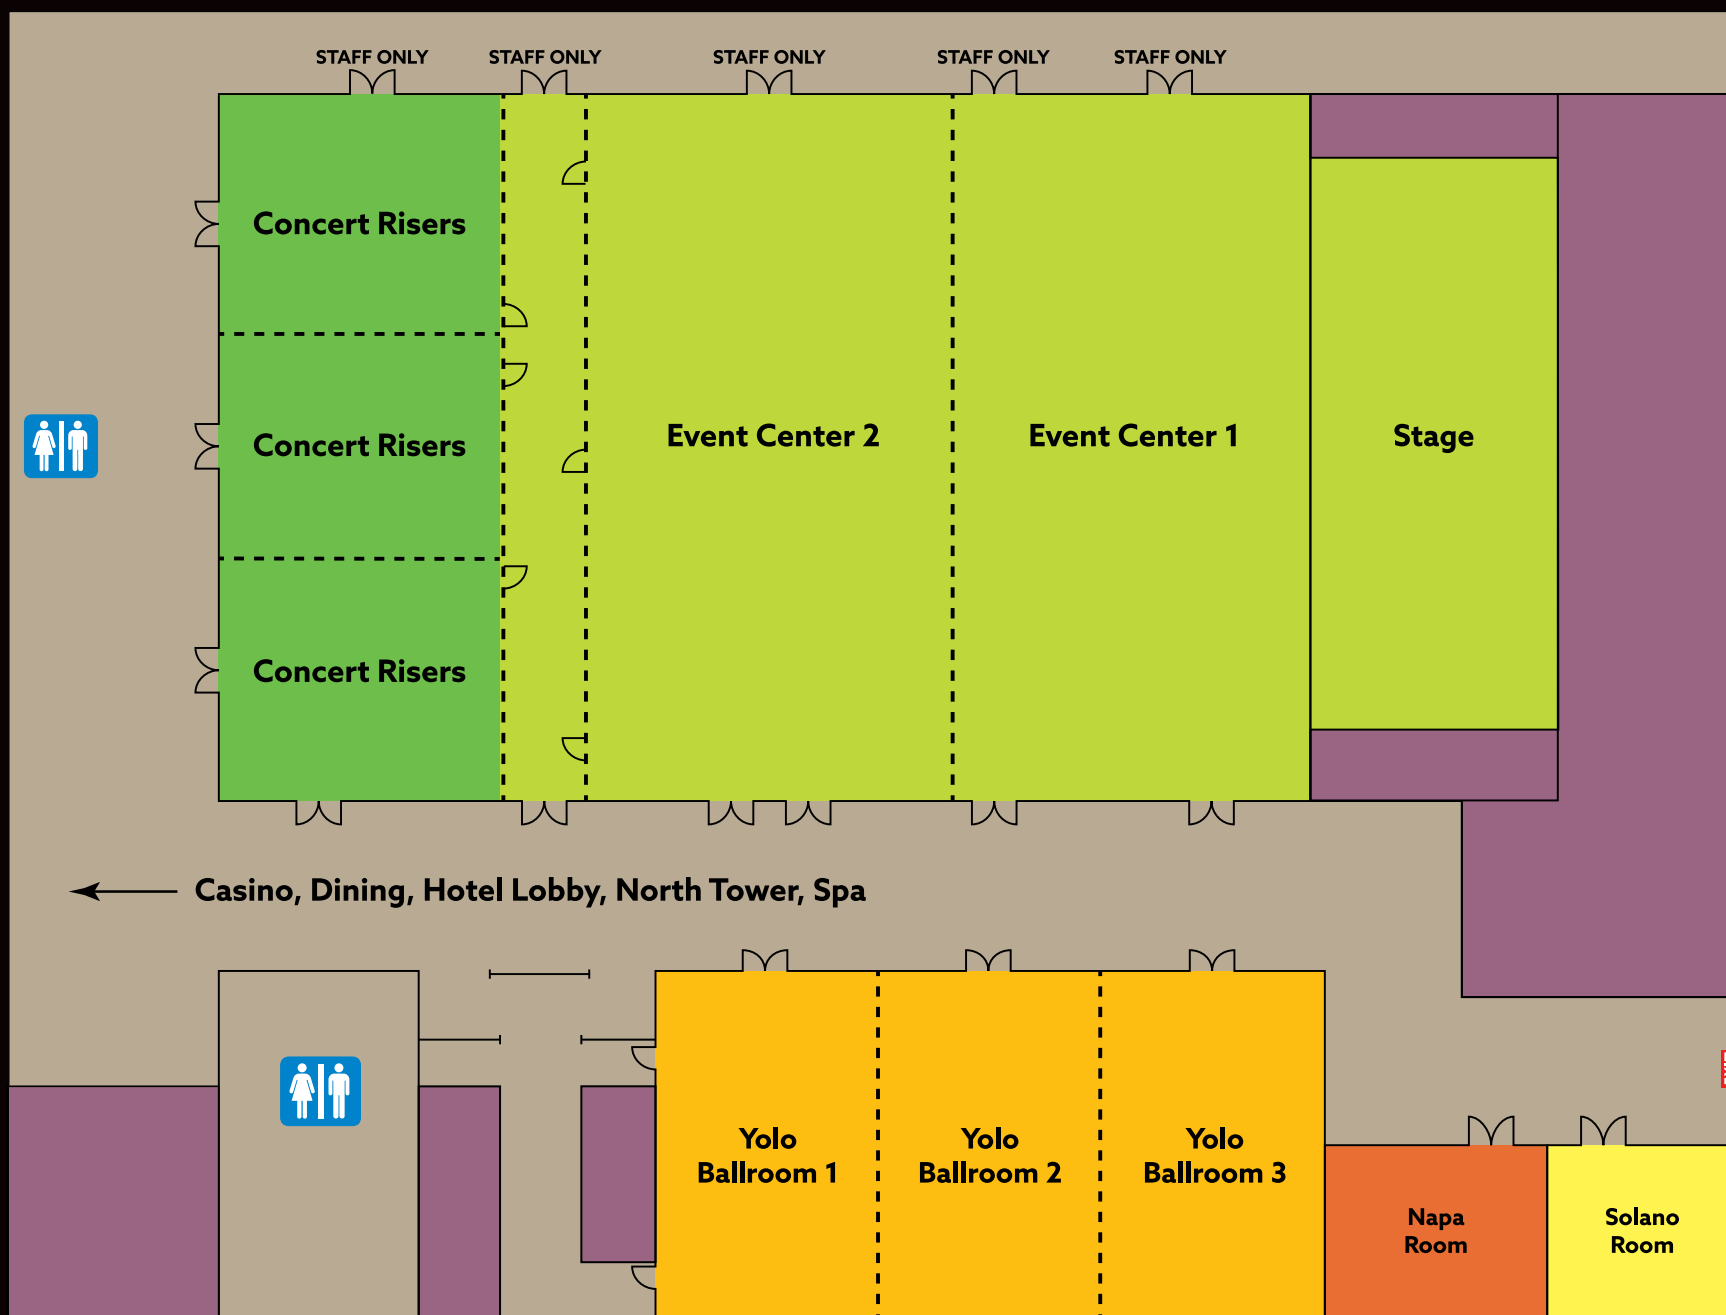 STAFF ONLY
STAFF ONLY
STAFF ONLY
STAFF ONLY
STAFF ONLY
Concert Risers
Concert Risers
Event Center 2
Event Center 1
Stage
Concert Risers
Casino, Dining, Hotel Lobby, North Tower, Spa
Yolo
Ballroom 1
Yolo
Ballroom 2
Yolo
Ballroom 3
Napa
Room
Solano
Room